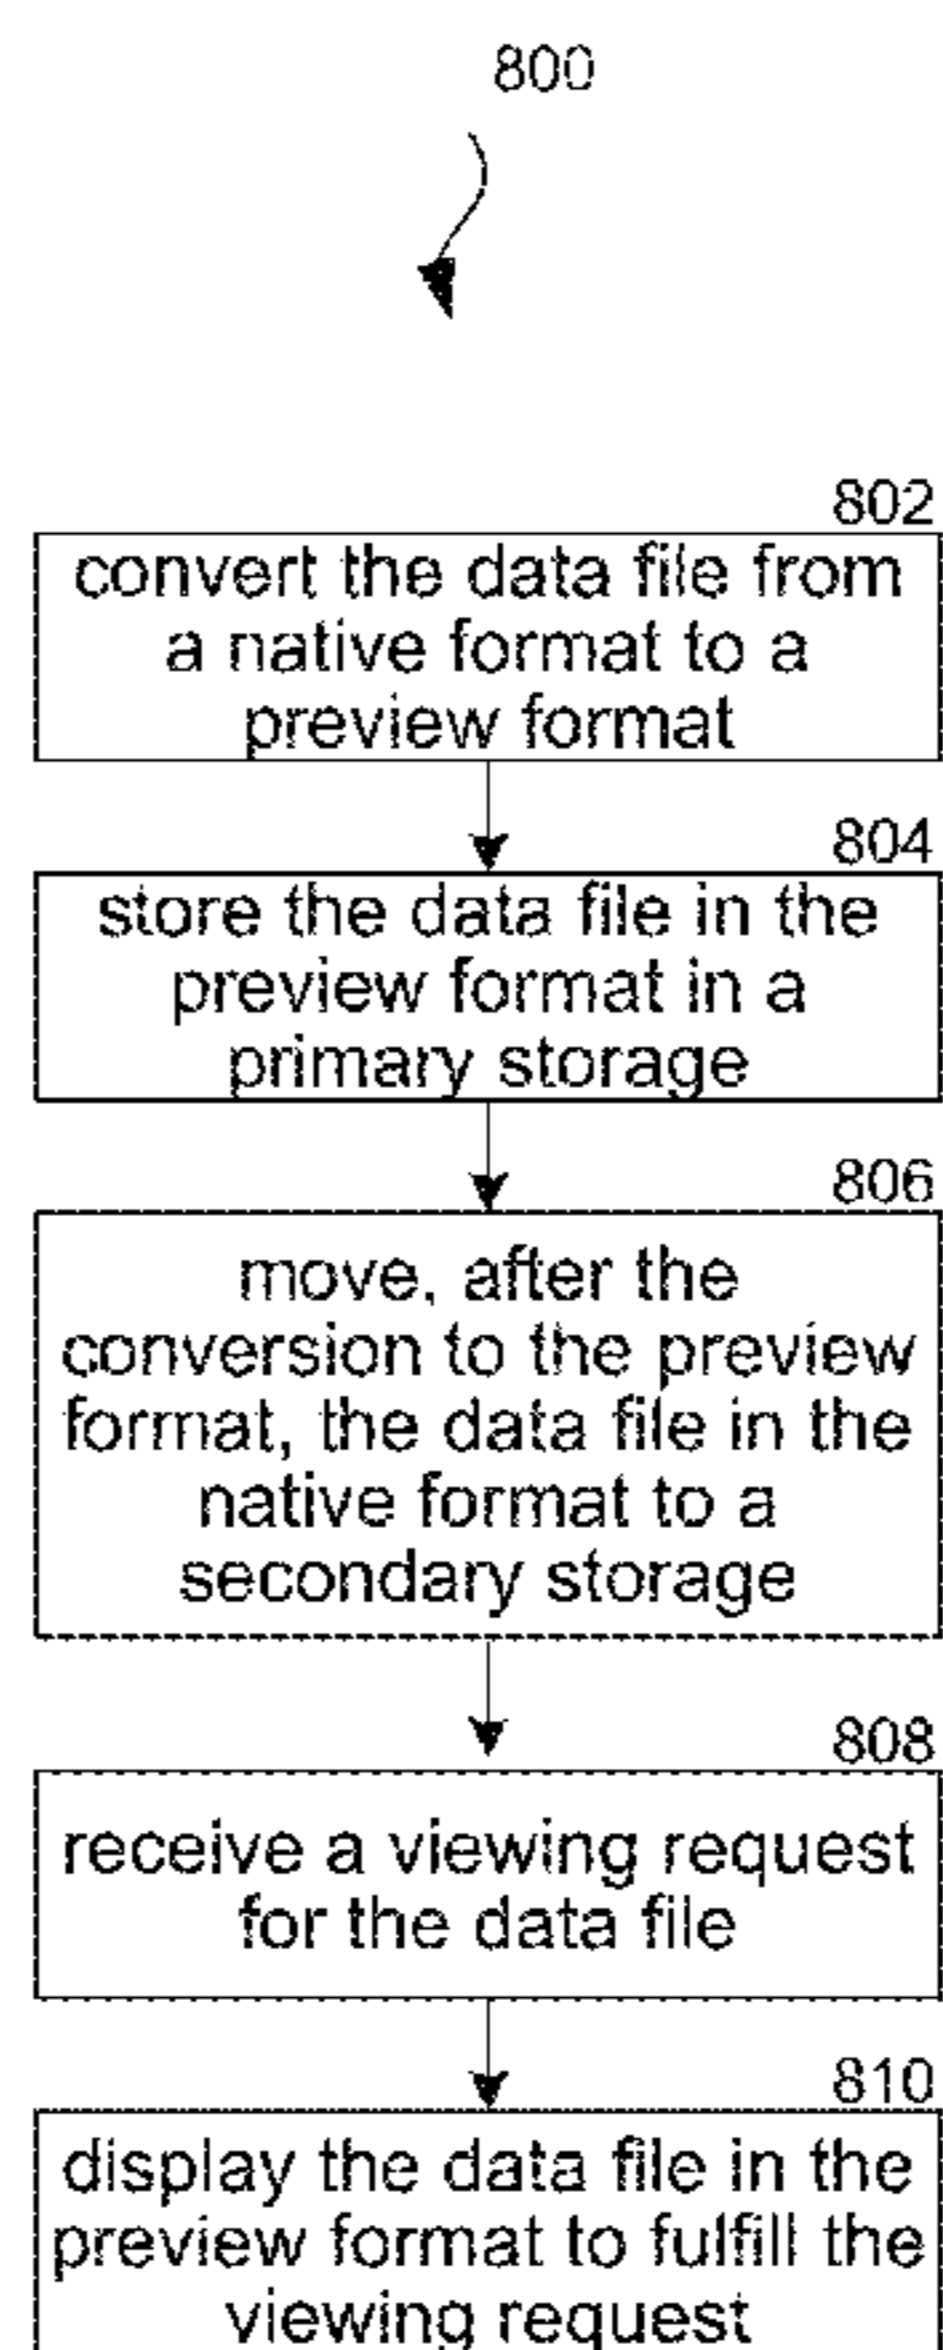 800
802
convert the data file from
a native format to a
preview format
804
store the data file in the
preview format in a
primary storage
806
move, after the
conversion to the preview
format, the data file in the
native format to a
secondary storage
808
receive a viewing request
for the data file
810
display the data file in the
preview format to fulfill the
viewing request